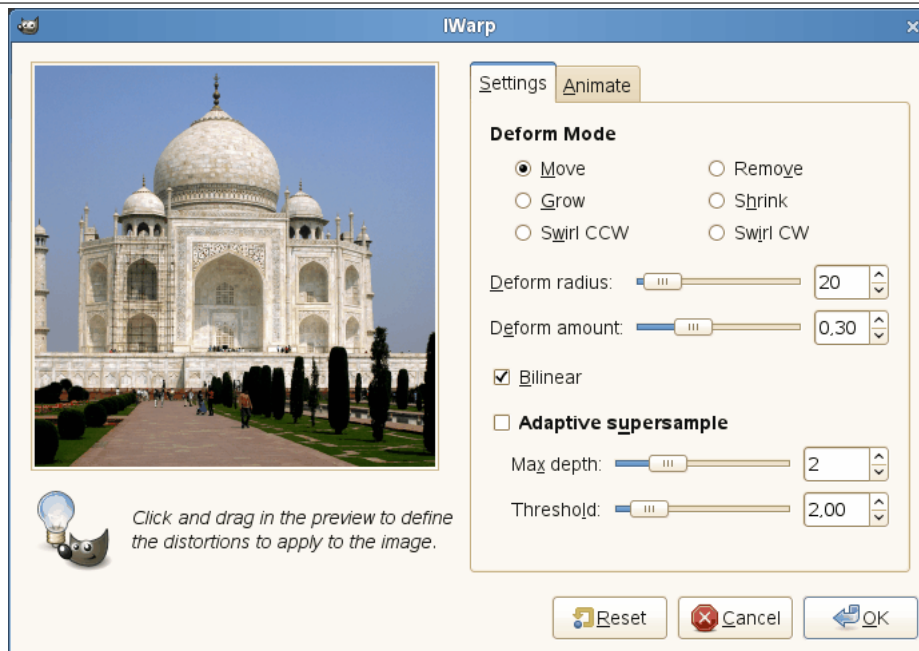 IWarp
Settings
Animate
Deform Mode
Move
Remove
Grow
Shrink
Swirl CCW
Swirl CW
Deform radius:
20
Deform amount:
0,30
Bilinear
Adaptive supersample
Max depth:
2
Threshold:
2,00
Click and drag in the preview to define
the distortions to apply to the image.
Reset
Cancel
OK